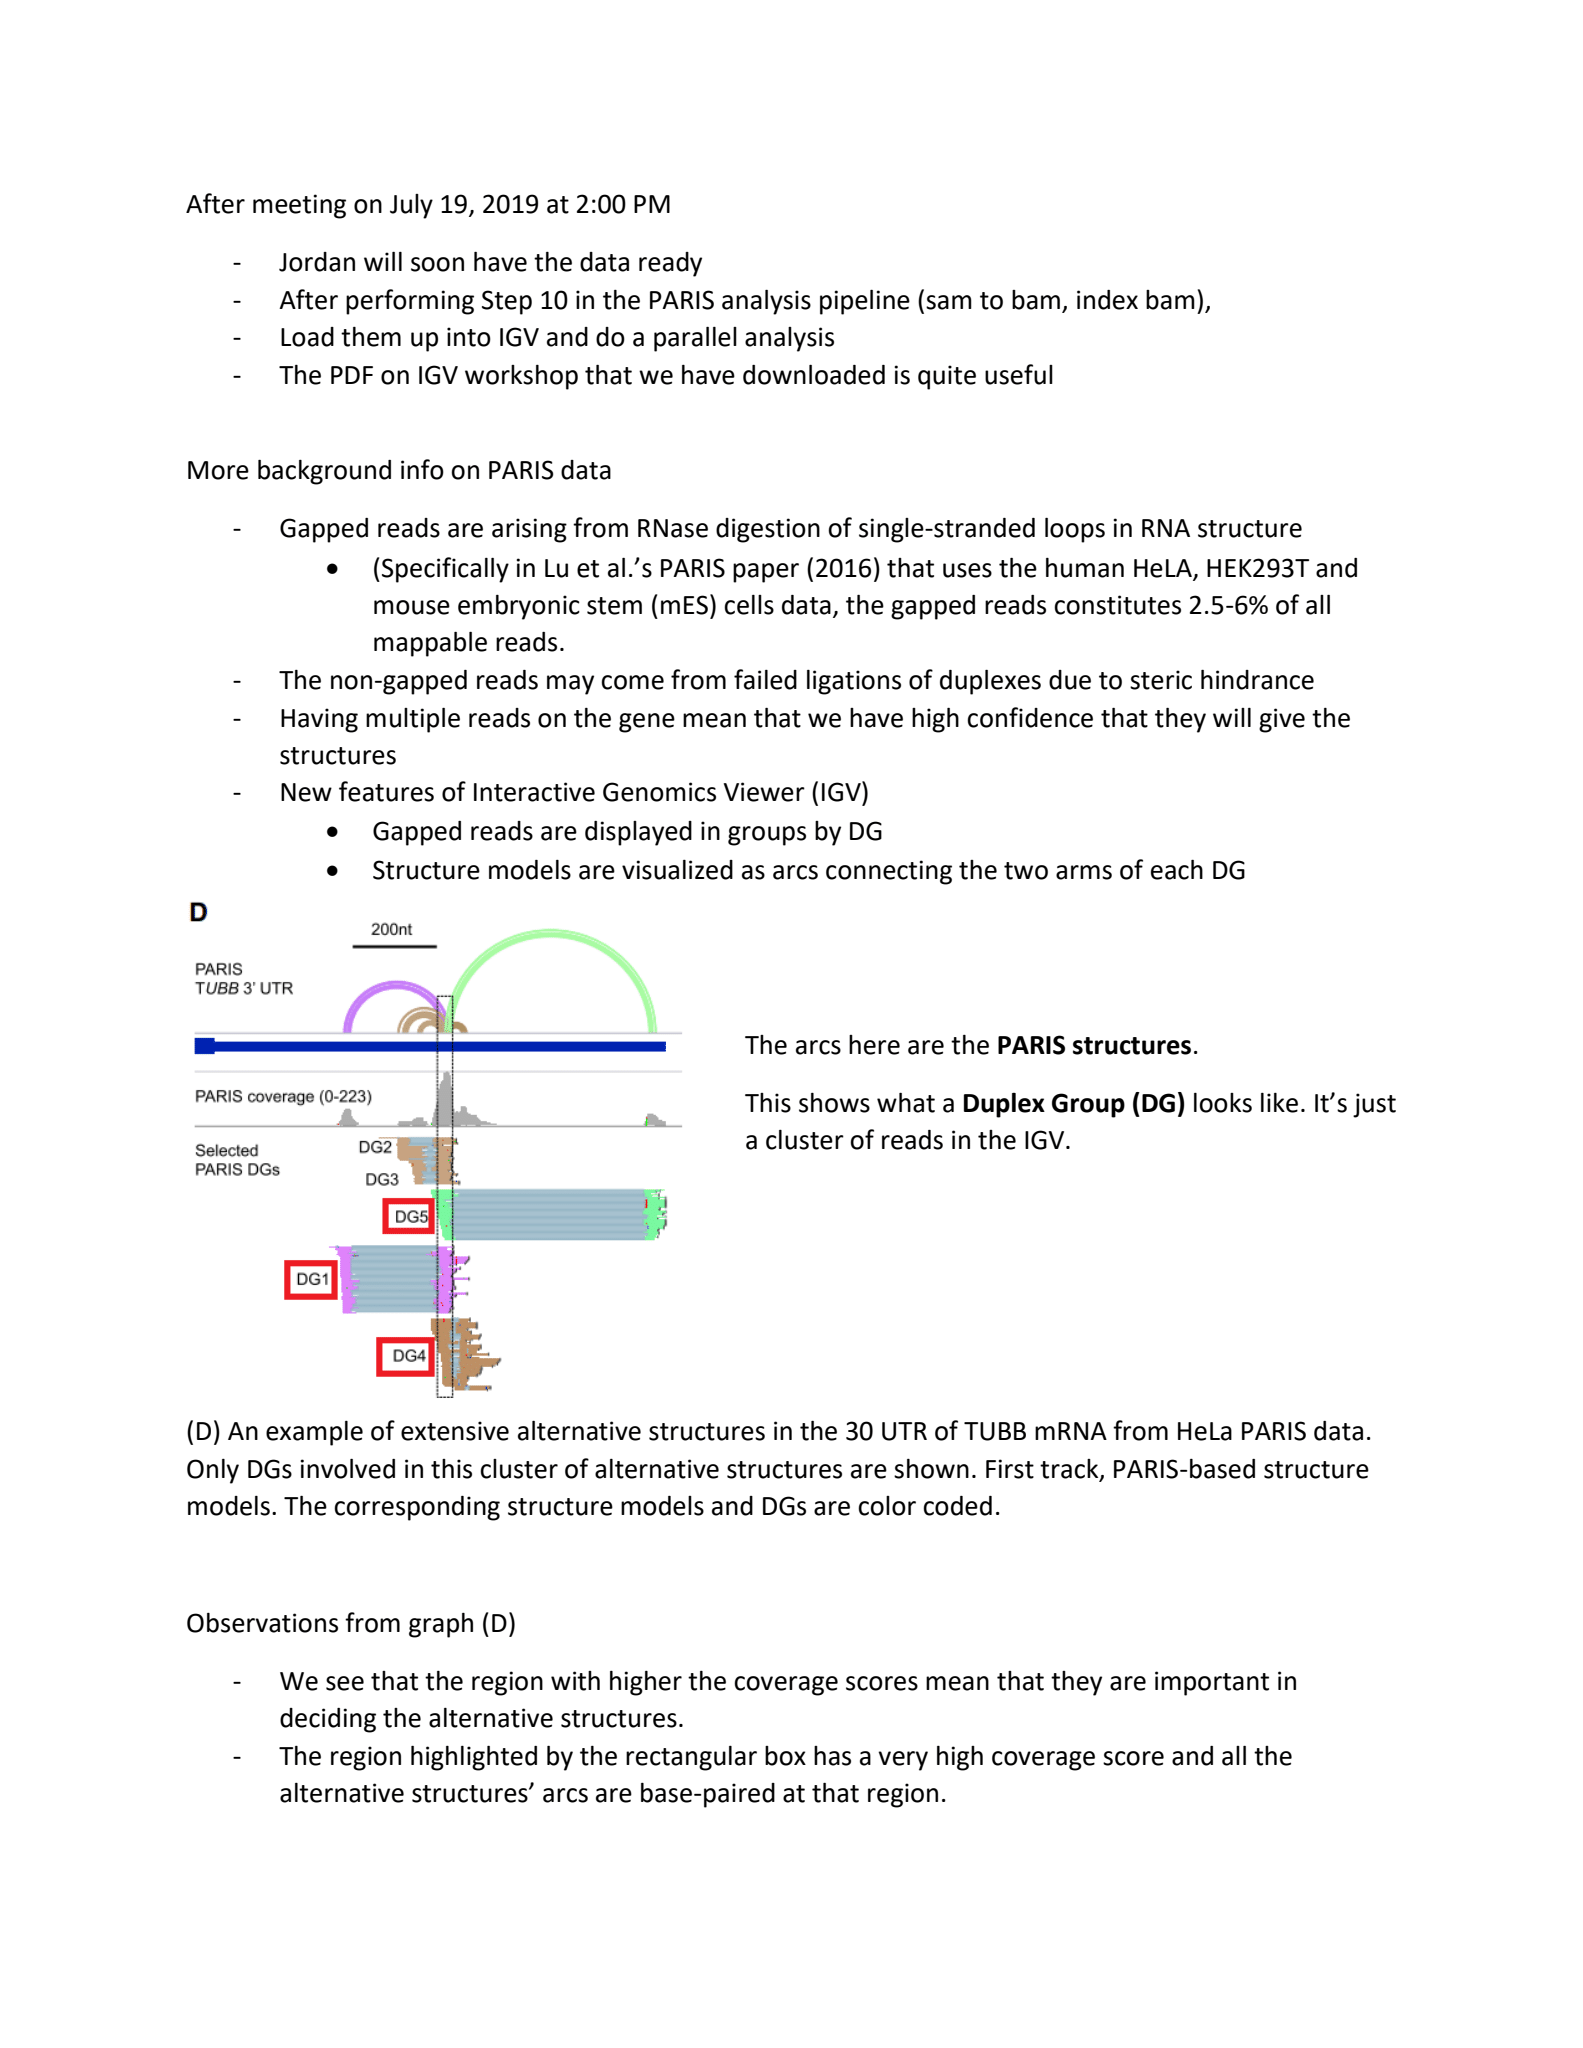 After meeting on July 19, 2019 at 2:00 PM
- Jordan will soon have the data ready
- After performing Step 10 in the PARIS analysis pipeline (sam to bam, index bam),
- Load them up into IGV and do a parallel analysis
- The PDF on IGV workshop that we have downloaded is quite useful
More background info on PARIS data
- Gapped reads are arising from RNase digestion of single-stranded loops in RNA structure
• (Specifically in Lu et al.’s PARIS paper (2016) that uses the human HeLA, HEK293T and
mouse embryonic stem (mES) cells data, the gapped reads constitutes 2.5-6% of all
mappable reads.
- The non-gapped reads may come from failed ligations of duplexes due to steric hindrance
- Having multiple reads on the gene mean that we have high confidence that they will give the
structures
- New features of Interactive Genomics Viewer (IGV)
• Gapped reads are displayed in groups by DG
• Structure models are visualized as arcs connecting the two arms of each DG
D
200nt
PARIS
TUBB 3’ UTR
PARIS coverage (0-223)
Selected
PARIS DGs
DG2
DG3
DG5
DG1
DG4
The arcs here are the PARIS structures.
This shows what a Duplex Group (DG) looks like. It’s just
a cluster of reads in the IGV.
(D) An example of extensive alternative structures in the 30 UTR of TUBB mRNA from HeLa PARIS data.
Only DGs involved in this cluster of alternative structures are shown. First track, PARIS-based structure
models. The corresponding structure models and DGs are color coded.
Observations from graph (D)
- We see that the region with higher the coverage scores mean that they are important in
deciding the alternative structures.
- The region highlighted by the rectangular box has a very high coverage score and all the
alternative structures’ arcs are base-paired at that region.